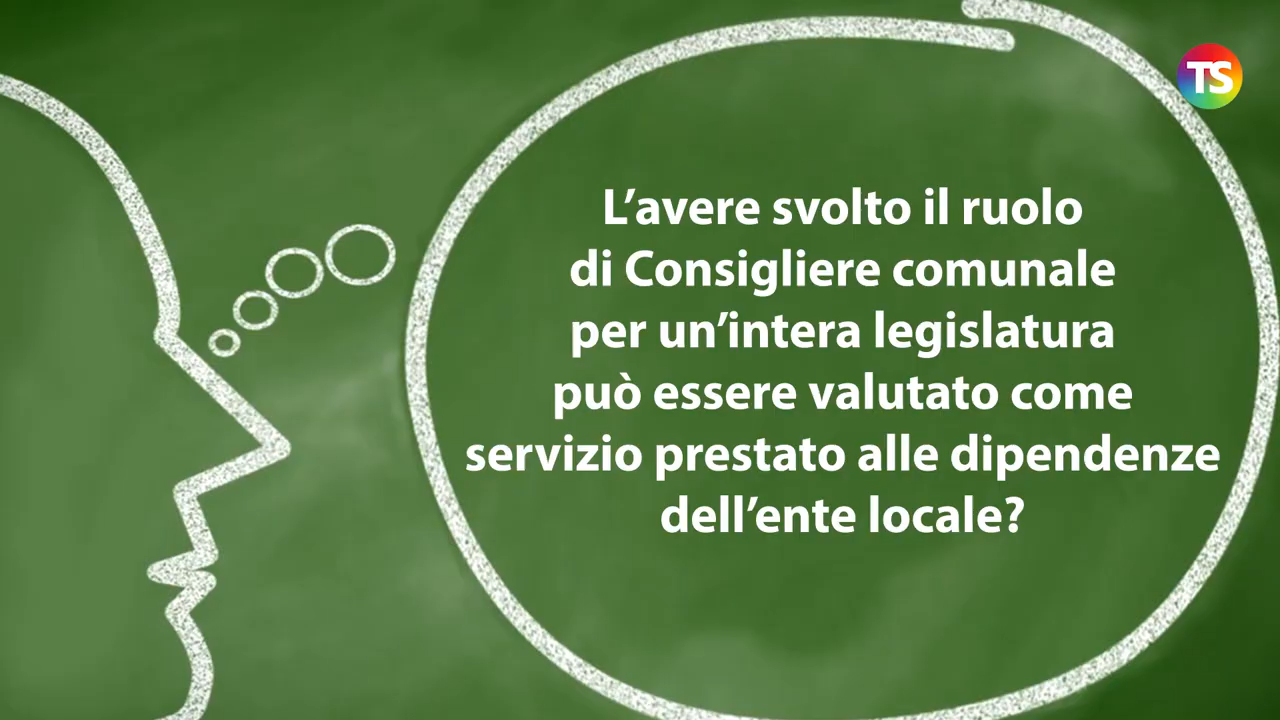 TS
L’avere svolto il ruolo
di Consigliere comunale
per un’intera legislatura
può essere valutato come
servizio prestato alle dipendenze
dell’ente locale?